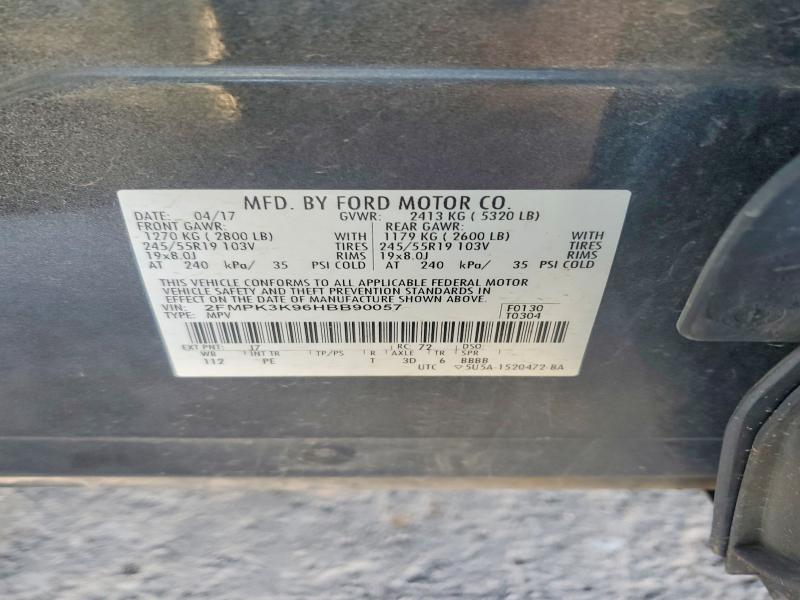 MFD. BY FORD MOTOR CO.
DATE: 04/17 GVWR: 2413 KG ( 5320 LB)
FRONT GAWR: REAR GAWR:
1270 KG ( 2800 LB) WITH 1179 KG ( 2600 LB) WITH
245/55R19 103V TIRES 245/55R19 103V TIRES
19x8.0J RIMS 19x8.0J RIMS
AT 240 kPa/ 35 PSI COLD AT 240 kPa/ 35 PSI COLD
THIS VEHICLE CONFORMS TO ALL APPLICABLE FEDERAL MOTOR
VEHICLE SAFETY AND THEFT PREVENTION STANDARDS IN
EFFECT ON THE DATE OF MANUFACTURE SHOWN ABOVE.
VIN: 2FMPK3K96HBB90057 F0130
TYPE: MPV T0304
EXT PNT: J7 RC: 72 DSO:
WB INT TR TP/PS R AXLE TR SPR
112 PE T 3D 6 BBBB
UTC ▽5U5A-1520472-BA